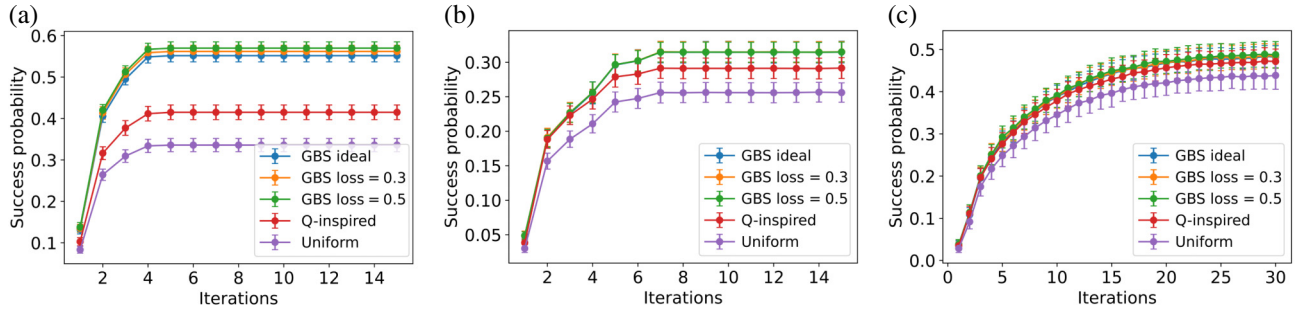 (a)
Success probability
0.6
0.5
0.4
0.3
0.2
0.1
2 4 6 8 10 12 14
Iterations
GBS ideal
GBS loss = 0.3
GBS loss = 0.5
Q-inspired
Uniform
(b)
Success probability
0.30
0.25
0.20
0.15
0.10
0.05
2 4 6 8 10 12 14
Iterations
GBS ideal
GBS loss = 0.3
GBS loss = 0.5
Q-inspired
Uniform
(c)
Success probability
0.5
0.4
0.3
0.2
0.1
0.0
0 5 10 15 20 25 30
Iterations
GBS ideal
GBS loss = 0.3
GBS loss = 0.5
Q-inspired
Uniform